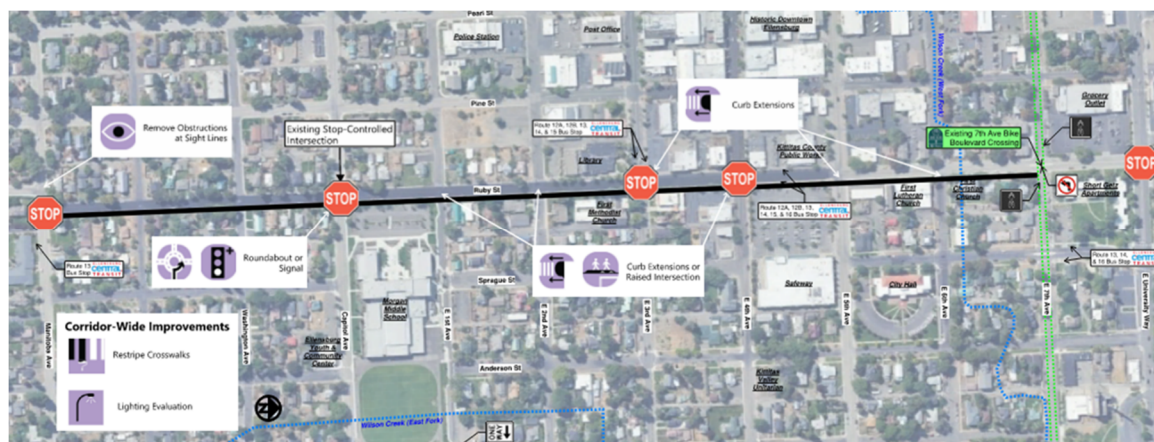 Pearl St
Police Station
Post Office
Historic Downtown
Ellensburg
Wilson Creek (West Fork)
Grocery
Outlet
Pine St
Remove Obstructions
at Sight Lines
Existing Stop-Controlled
Intersection
Route 12A, 12B, 13,
14, & 15 Bus Stop
CENTRAL
TRANSIT
Curb Extensions
Library
Kittitas County
Public Works
Existing 7th Ave Bike
Boulevard Crossing
STOP
STOP
STOP
STOP
STOP
Ruby St
First
Methodist
Church
First
Lutheran
Church
Christian
Church
Short Getz
Apartments
Route 12A, 12B, 13,
14, 15, & 16 Bus Stop
CENTRAL
TRANSIT
Route 13
Bus Stop
CENTRAL
TRANSIT
Roundabout or
Signal
Curb Extensions or
Raised Intersection
Route 13, 14,
& 16 Bus Stop
Sprague St
Safeway
City Hall
Morgan
Middle
School
Manitoba Ave
Washington Ave
Capitol Ave
E 1st Ave
E 2nd Ave
E 3rd Ave
E 4th Ave
E 5th Ave
E 6th Ave
E 7th Ave
E University Way
Ellensburg
Youth &
Community
Center
Anderson St
Kittitas
Valley
Unitarian
Corridor-Wide Improvements
Restripe Crosswalks
Lighting Evaluation
Z
Wilson Creek (East Fork)
ONE
WAY